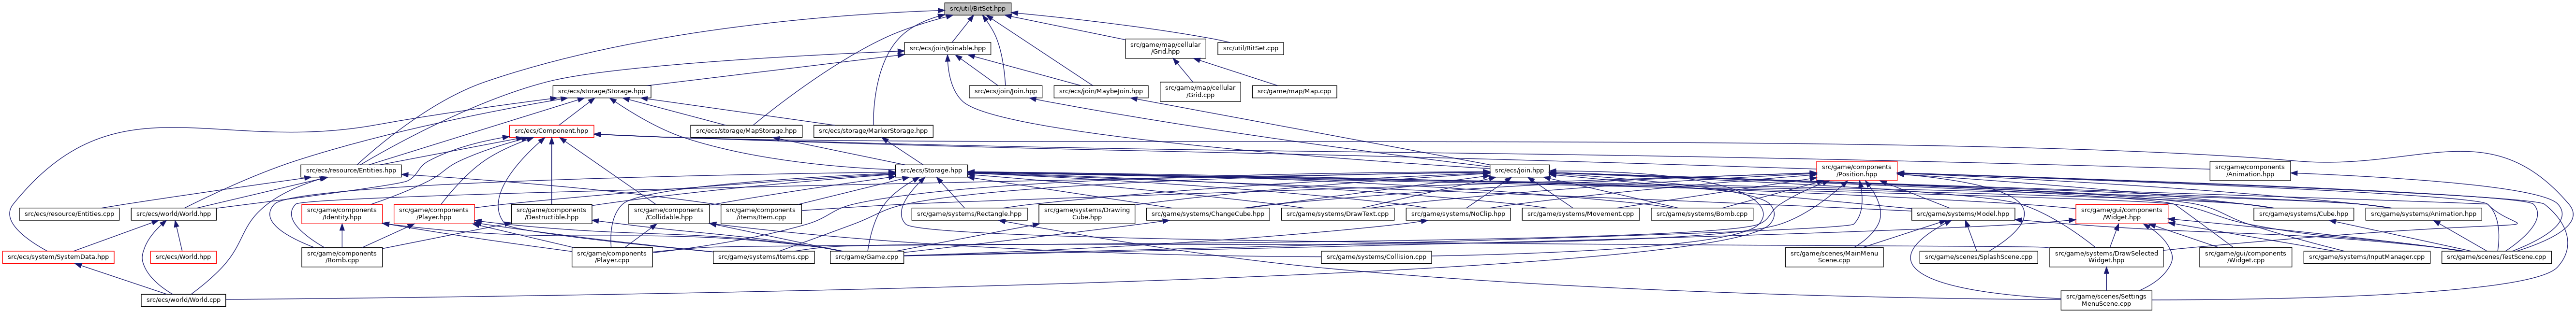 src/util/BitSet.hpp
src/ecs/join/Joinable.hpp
src/game/map/cellular
/Grid.hpp
src/util/BitSet.cpp
src/ecs/storage/Storage.hpp
src/ecs/join/Join.hpp
src/ecs/join/MaybeJoin.hpp
src/game/map/cellular
/Grid.cpp
src/game/map/Map.cpp
src/ecs/Component.hpp
src/ecs/storage/MapStorage.hpp
src/ecs/storage/MarkerStorage.hpp
src/ecs/resource/Entities.hpp
src/ecs/Storage.hpp
src/ecs/Join.hpp
src/game/components
/Position.hpp
src/game/components
/Animation.hpp
src/ecs/resource/Entities.cpp
src/ecs/world/World.hpp
src/game/components
/Identity.hpp
src/game/components
/Player.hpp
src/game/components
/Destructible.hpp
src/game/components
/Collidable.hpp
src/game/components
/items/Item.cpp
src/game/systems/Rectangle.hpp
src/game/systems/Drawing
Cube.hpp
src/game/systems/ChangeCube.hpp
src/game/systems/DrawText.cpp
src/game/systems/NoClip.hpp
src/game/systems/Movement.cpp
src/game/systems/Bomb.cpp
src/game/systems/Model.hpp
src/game/gui/components
/Widget.hpp
src/game/systems/Cube.hpp
src/game/systems/Animation.hpp
src/ecs/system/SystemData.hpp
src/ecs/World.hpp
src/game/components
/Bomb.cpp
src/game/components
/Player.cpp
src/game/systems/Items.cpp
src/game/Game.cpp
src/game/systems/Collision.cpp
src/game/scenes/MainMenu
Scene.cpp
src/game/scenes/SplashScene.cpp
src/game/systems/DrawSelected
Widget.hpp
src/game/gui/components
/Widget.cpp
src/game/systems/InputManager.cpp
src/game/scenes/TestScene.cpp
src/ecs/world/World.cpp
src/game/scenes/Settings
MenuScene.cpp